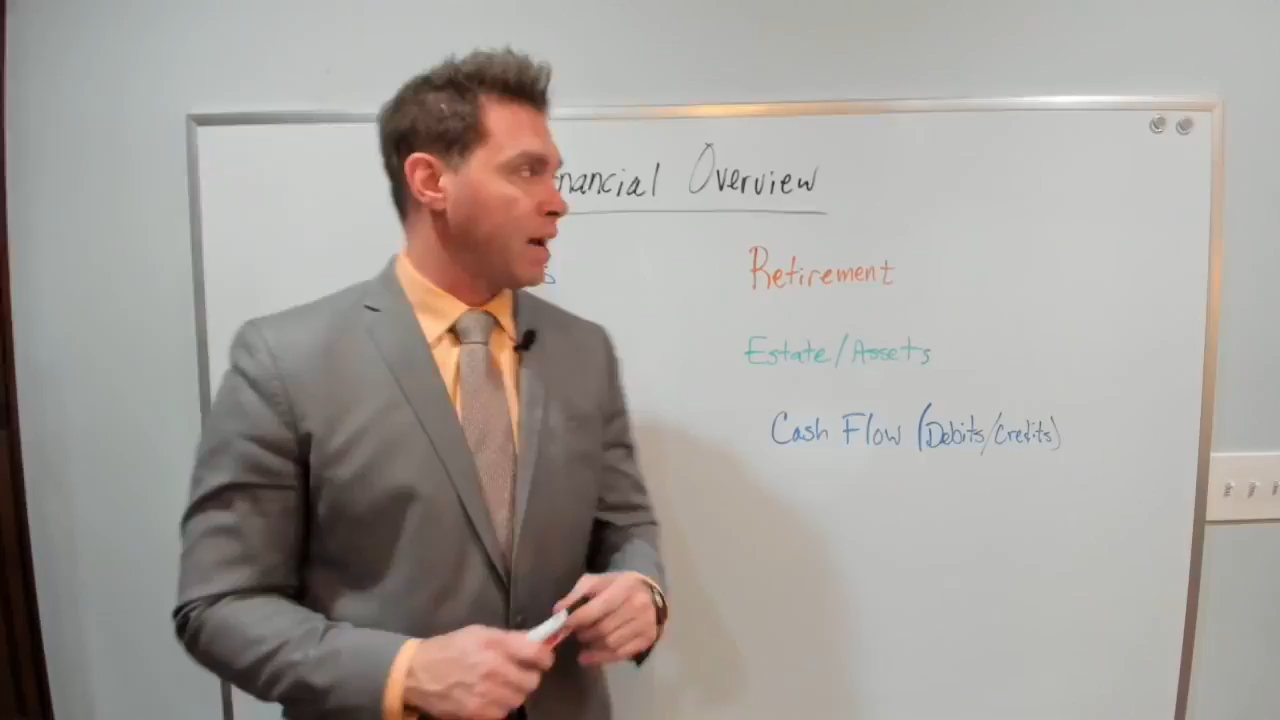 nancial Overview
Retirement
Estate/Assets
Cash Flow (Debits/Credits)